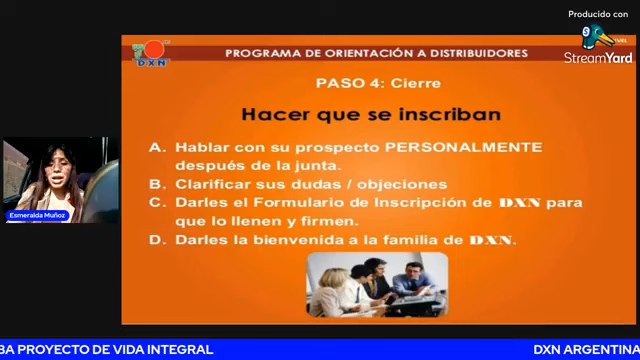 Producido con
StreamYard
DXN
PROGRAMA DE ORIENTACIÓN A DISTRIBUIDORES
PASO 4: Cierre
Hacer que se inscriban
A. Hablar con su prospecto PERSONALMENTE
después de la junta.
B. Clarificar sus dudas / objeciones
C. Darles el Formulario de Inscripción de DXN para
que lo llenen y firmen.
D. Darles la bienvenida a la familia de DXN.
Esmeralda Muñoz
BA PROYECTO DE VIDA INTEGRAL
DXN ARGENTINA